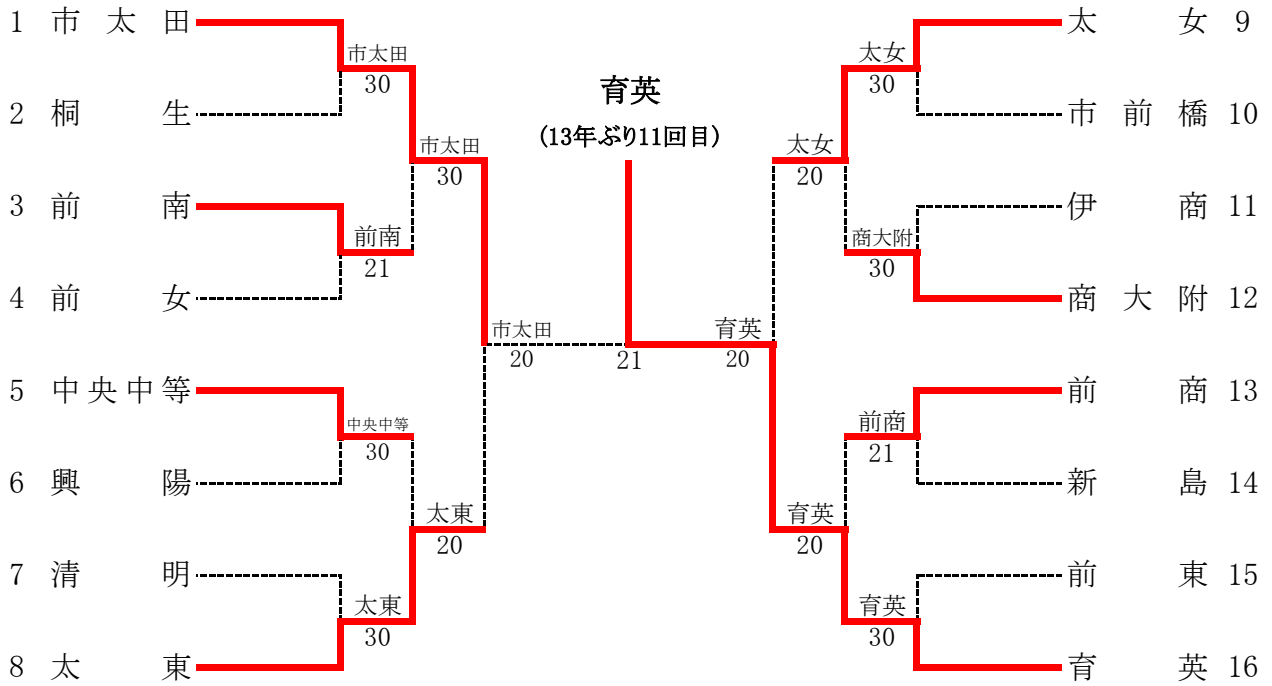 1 市太田
2 桐生
3 前南
4 前女
5 中央中等
6 興陽
7 清明
8 太東
市太田
30
前南
21
中央中等
30
太東
30
市太田
30
太東
20
市太田
20
育英
(13年ぶり11回目)
21
育英
20
太女
20
育英
20
太女
30
商大附
30
前商
21
育英
30
太女 9
市前橋 10
伊商 11
商大附 12
前商 13
新島 14
前東 15
育英 16